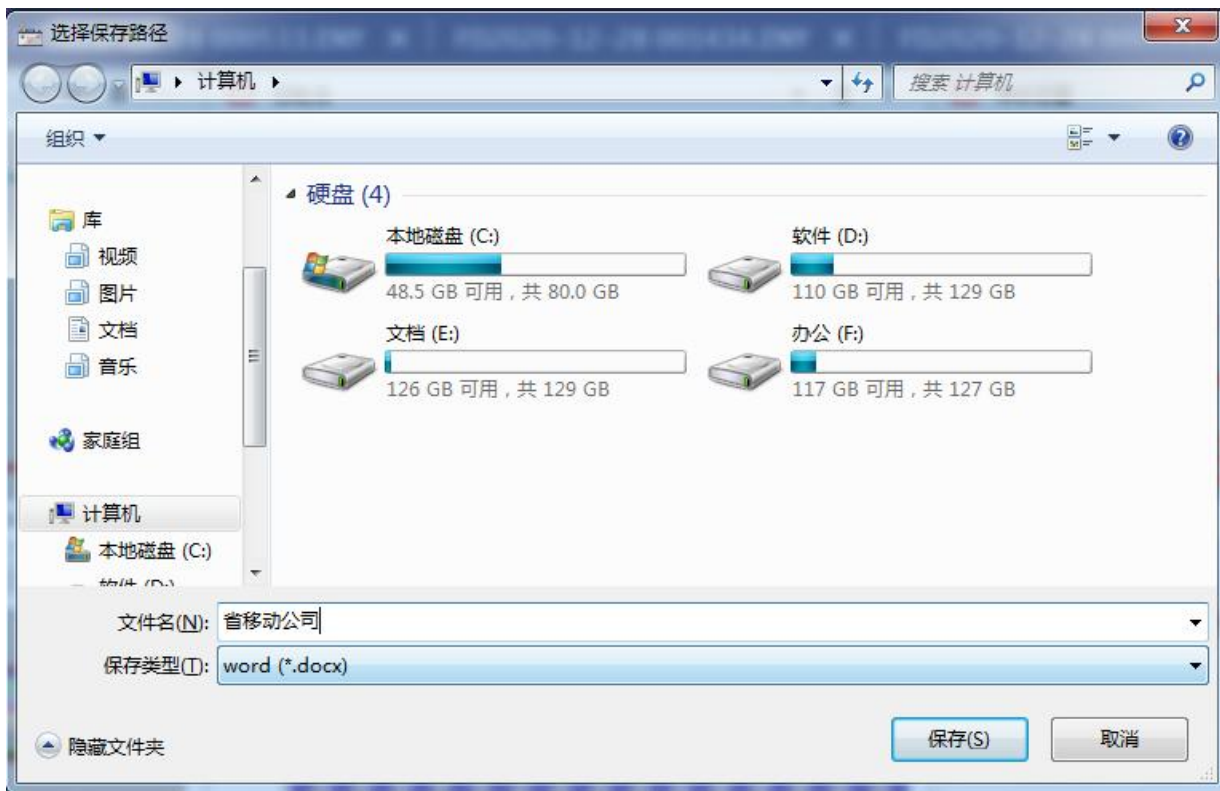 选择保存路径
计算机
搜索 计算机
组织
库
视频
图片
文档
音乐
家庭组
计算机
本地磁盘 (C:)
软件 (D:)
硬盘 (4)
本地磁盘 (C:)
48.5 GB 可用，共 80.0 GB
软件 (D:)
110 GB 可用，共 129 GB
文档 (E:)
126 GB 可用，共 129 GB
办公 (F:)
117 GB 可用，共 127 GB
文件名(N): 省移动公司
保存类型(T): word (*.docx)
隐藏文件夹
保存(S)
取消